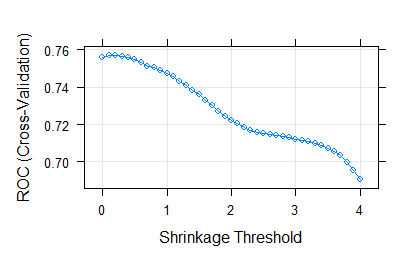 ROC (Cross-Validation)
0.76
0.74
0.72
0.70
0 1 2 3 4
Shrinkage Threshold